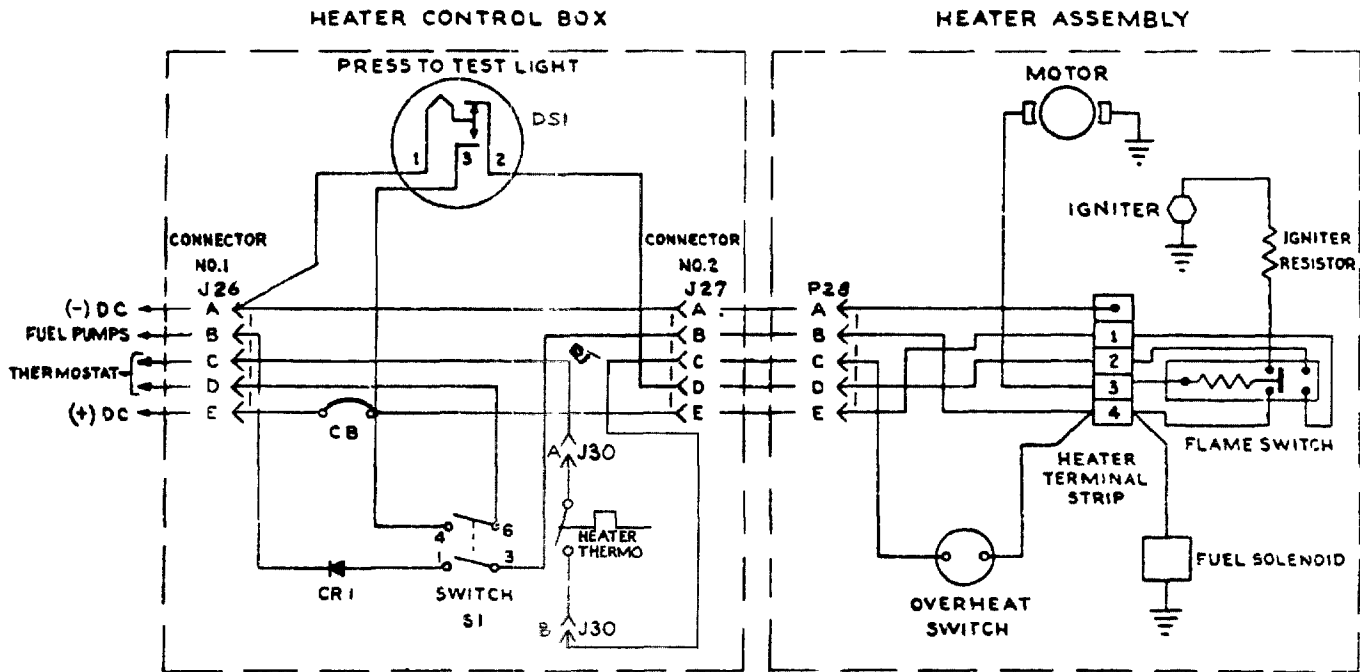 HEATER CONTROL BOX
HEATER ASSEMBLY
PRESS TO TEST LIGHT
DS1
1
3
2
MOTOR
IGNITER
IGNITER
RESISTOR
CONNECTOR
NO.1
J26
CONNECTOR
NO.2
J27
P28
(-) DC
A
A
A
FUEL PUMPS
B
B
B
1
THERMOSTAT
C
C
C
2
D
D
D
3
(+) DC
E
E
E
4
CB
FLAME SWITCH
HEATER
TERMINAL
STRIP
A J30
4
6
HEATER
THERMO
1
3
CR1
SWITCH
S1
B J30
OVERHEAT
SWITCH
FUEL SOLENOID